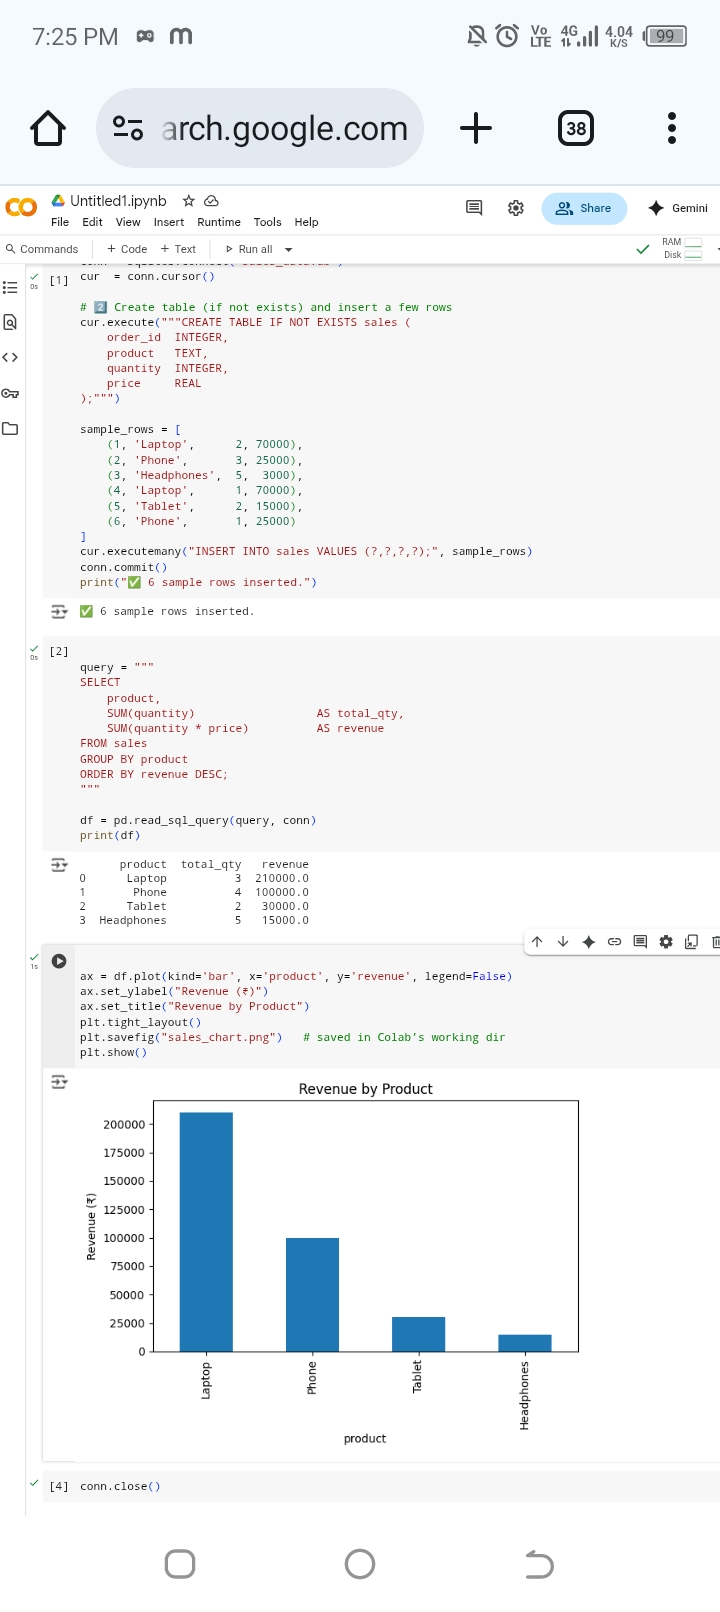 7:25 PM
Vo LTE 4G 4.04 K/S 99
arch.google.com
38
Untitled1.ipynb
File Edit View Insert Runtime Tools Help
Share
Gemini
Commands + Code + Text Run all
RAM
Disk
[1] cur  = conn.cursor()
0s
# 2️⃣ Create table (if not exists) and insert a few rows
cur.execute("""CREATE TABLE IF NOT EXISTS sales (
    order_id  INTEGER,
    product   TEXT,
    quantity  INTEGER,
    price     REAL
);""")
sample_rows = [
    (1, 'Laptop',      2, 70000),
    (2, 'Phone',       3, 25000),
    (3, 'Headphones',  5,  3000),
    (4, 'Laptop',      1, 70000),
    (5, 'Tablet',      2, 15000),
    (6, 'Phone',       1, 25000)
]
cur.executemany("INSERT INTO sales VALUES (?,?,?,?);", sample_rows)
conn.commit()
print("✅ 6 sample rows inserted.")
✅ 6 sample rows inserted.
[2]
0s
query = """
SELECT
    product,
    SUM(quantity)                  AS total_qty,
    SUM(quantity * price)          AS revenue
FROM sales
GROUP BY product
ORDER BY revenue DESC;
"""
df = pd.read_sql_query(query, conn)
print(df)
product  total_qty   revenue
0      Laptop          3  210000.0
1       Phone          4  100000.0
2      Tablet          2   30000.0
3  Headphones          5   15000.0
1s
ax = df.plot(kind='bar', x='product', y='revenue', legend=False)
ax.set_ylabel("Revenue (₹)")
ax.set_title("Revenue by Product")
plt.tight_layout()
plt.savefig("sales_chart.png")   # saved in Colab’s working dir
plt.show()
Revenue by Product
200000
175000
150000
125000
100000
75000
50000
25000
0
Revenue (₹)
Laptop
Phone
Tablet
Headphones
product
[4] conn.close()